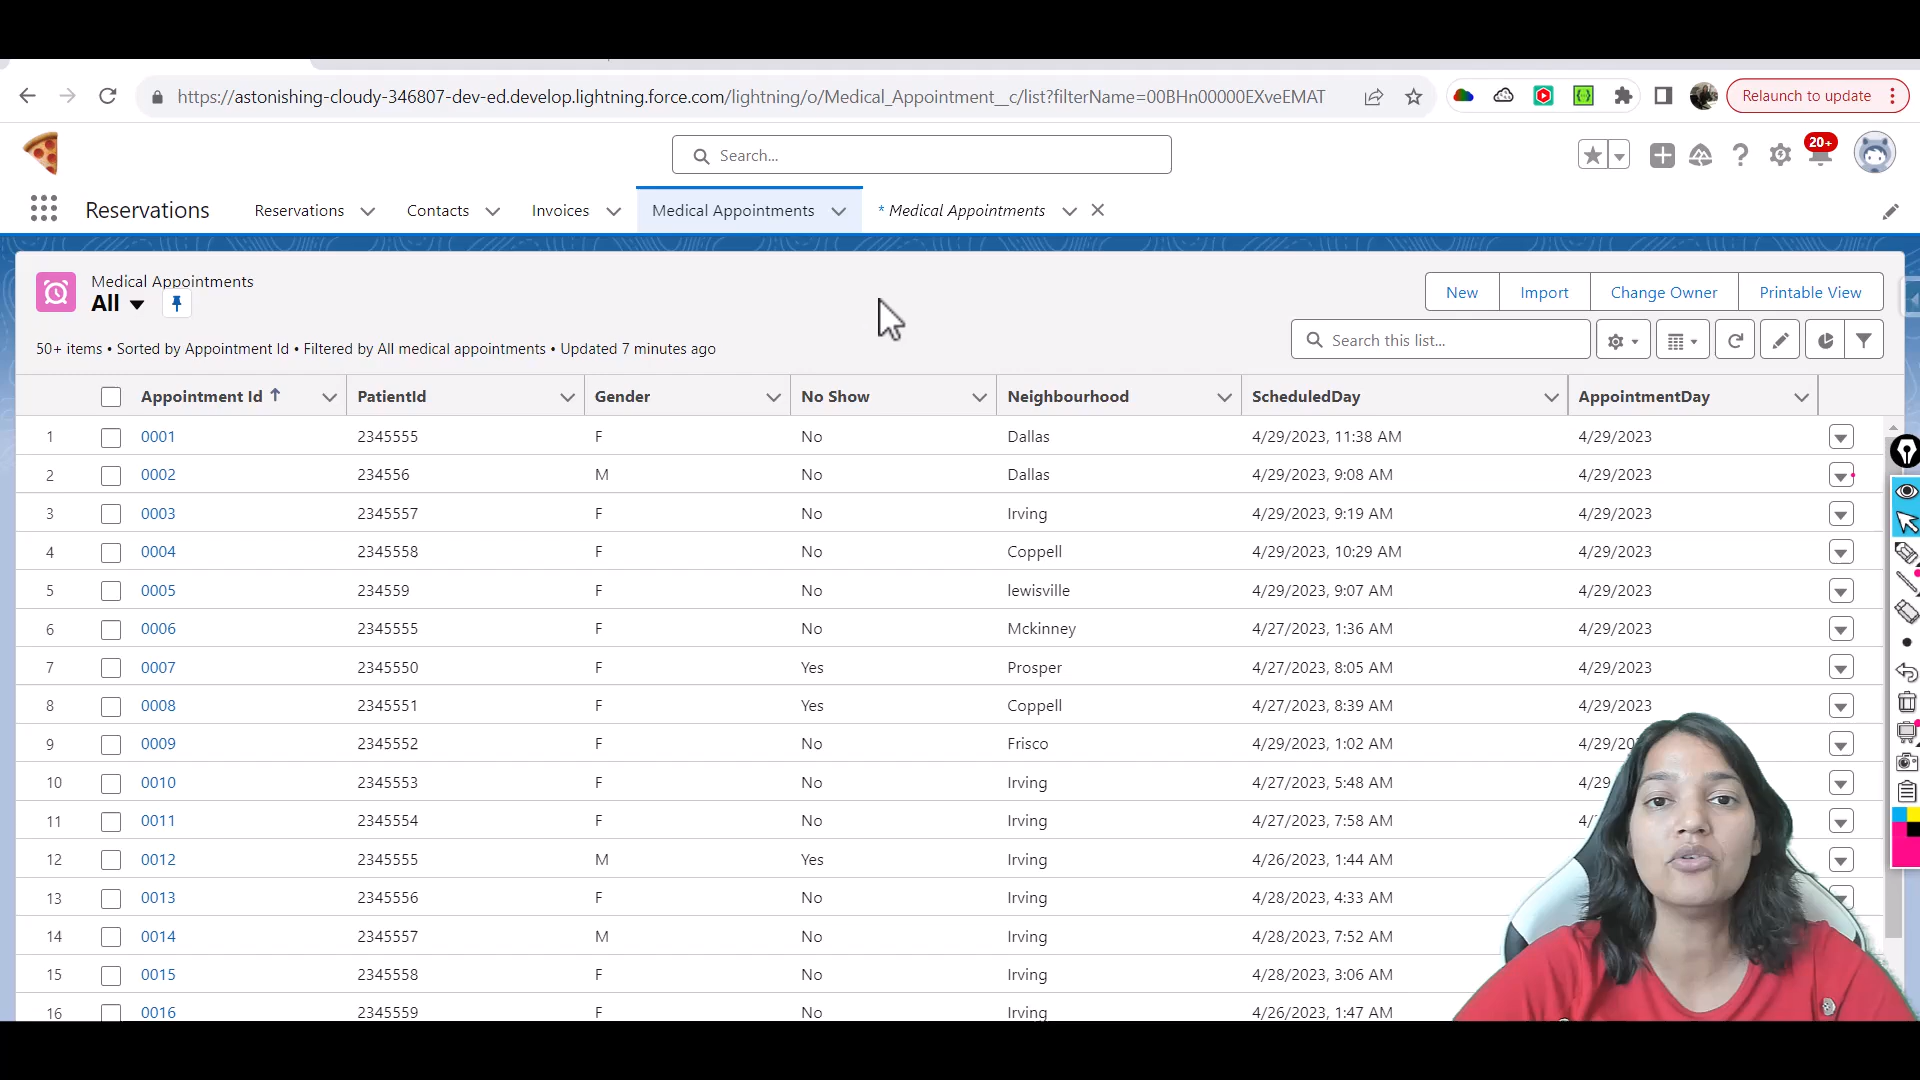 https://astonishing-cloudy-346807-dev-ed.develop.lightning.force.com/lightning/o/Medical_Appointment__c/list?filterName=00BHn00000EXveEMAT
Relaunch to update
Search...
20+
Reservations
Reservations
Contacts
Invoices
Medical Appointments
* Medical Appointments
Medical Appointments
All
New
Import
Change Owner
Printable View
50+ items • Sorted by Appointment Id • Filtered by All medical appointments • Updated 7 minutes ago
Search this list...
Appointment Id PatientId Gender No Show Neighbourhood ScheduledDay AppointmentDay
1 0001 2345555 F No Dallas 4/29/2023, 11:38 AM 4/29/2023
2 0002 234556 M No Dallas 4/29/2023, 9:08 AM 4/29/2023
3 0003 2345557 F No Irving 4/29/2023, 9:19 AM 4/29/2023
4 0004 2345558 F No Coppell 4/29/2023, 10:29 AM 4/29/2023
5 0005 234559 F No lewisville 4/29/2023, 9:07 AM 4/29/2023
6 0006 2345555 F No Mckinney 4/27/2023, 1:36 AM 4/29/2023
7 0007 2345550 F Yes Prosper 4/27/2023, 8:05 AM 4/29/2023
8 0008 2345551 F Yes Coppell 4/27/2023, 8:39 AM 4/29/2023
9 0009 2345552 F No Frisco 4/29/2023, 1:02 AM 4/29/20
10 0010 2345553 F No Irving 4/27/2023, 5:48 AM 4/29
11 0011 2345554 F No Irving 4/27/2023, 7:58 AM 4/
12 0012 2345555 M Yes Irving 4/26/2023, 1:44 AM
13 0013 2345556 F No Irving 4/28/2023, 4:33 AM
14 0014 2345557 M No Irving 4/28/2023, 7:52 AM
15 0015 2345558 F No Irving 4/28/2023, 3:06 AM
16 0016 2345559 F No Irving 4/26/2023, 1:47 AM